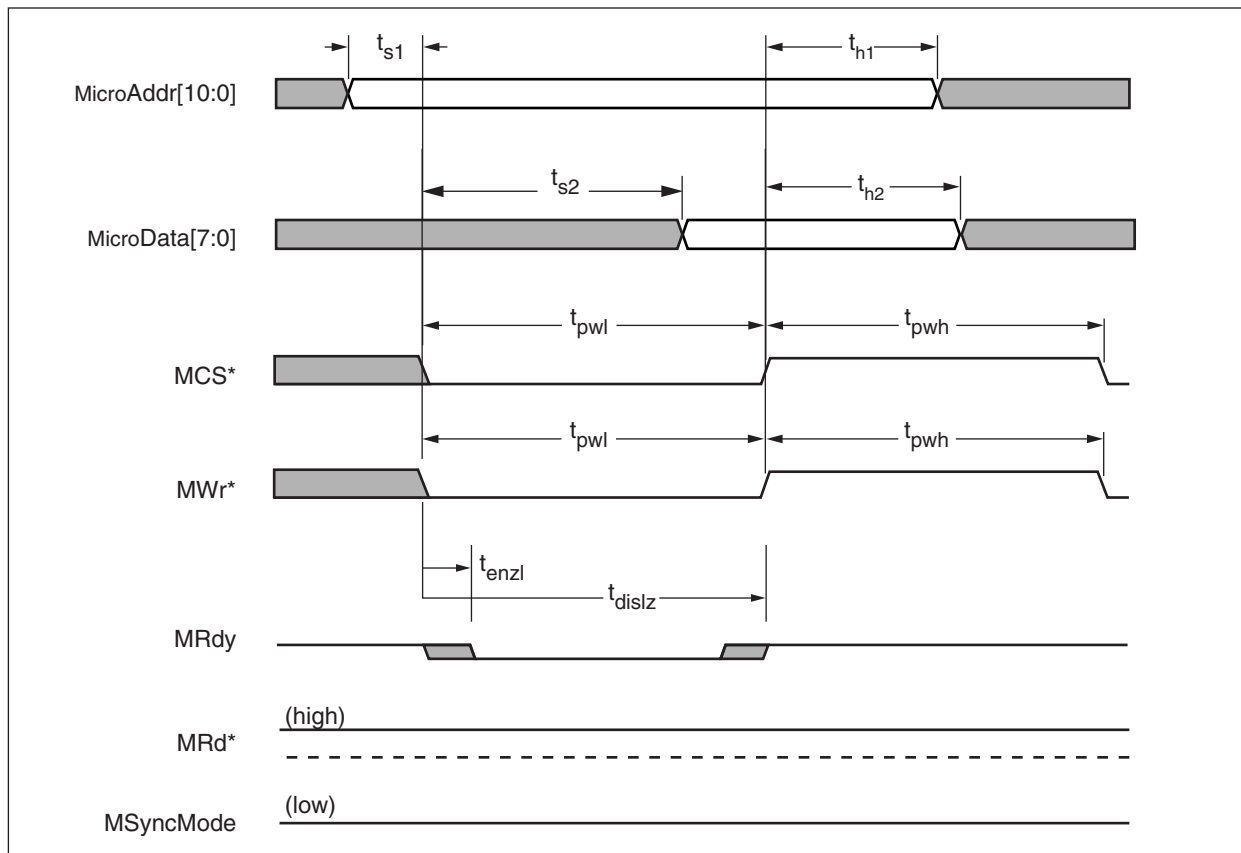 ts1
th1
MicroAddr[10:0]
ts2
th2
MicroData[7:0]
tpwl
tpwh
MCS*
tpwl
tpwh
MWr*
tenzl
tdislz
MRdy
(high)
MRd*
(low)
MSyncMode